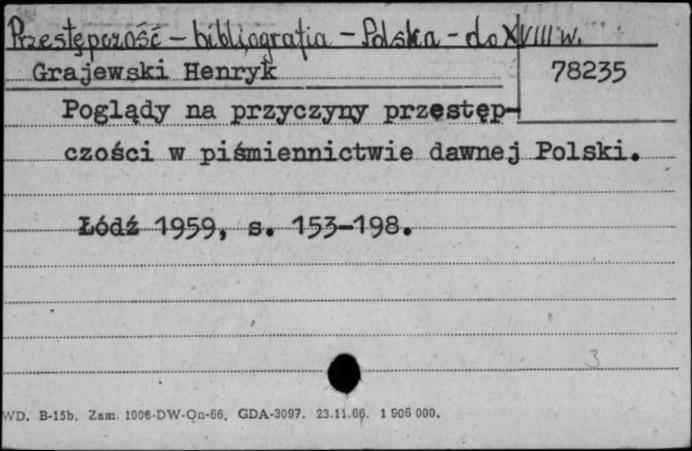 Przestępczość - bibliografia - Polska - do XVIII w.
Grajewski Henryk 78235
Poglądy na przyczyny przestęp-
czości w piśmiennictwie dawnej Polski.
Łódź 1959, s. 153-198.
3
WD. B-15b. Zam. 1006-DW-On-66. GDA-3097. 23.11.66. 1 906 000.